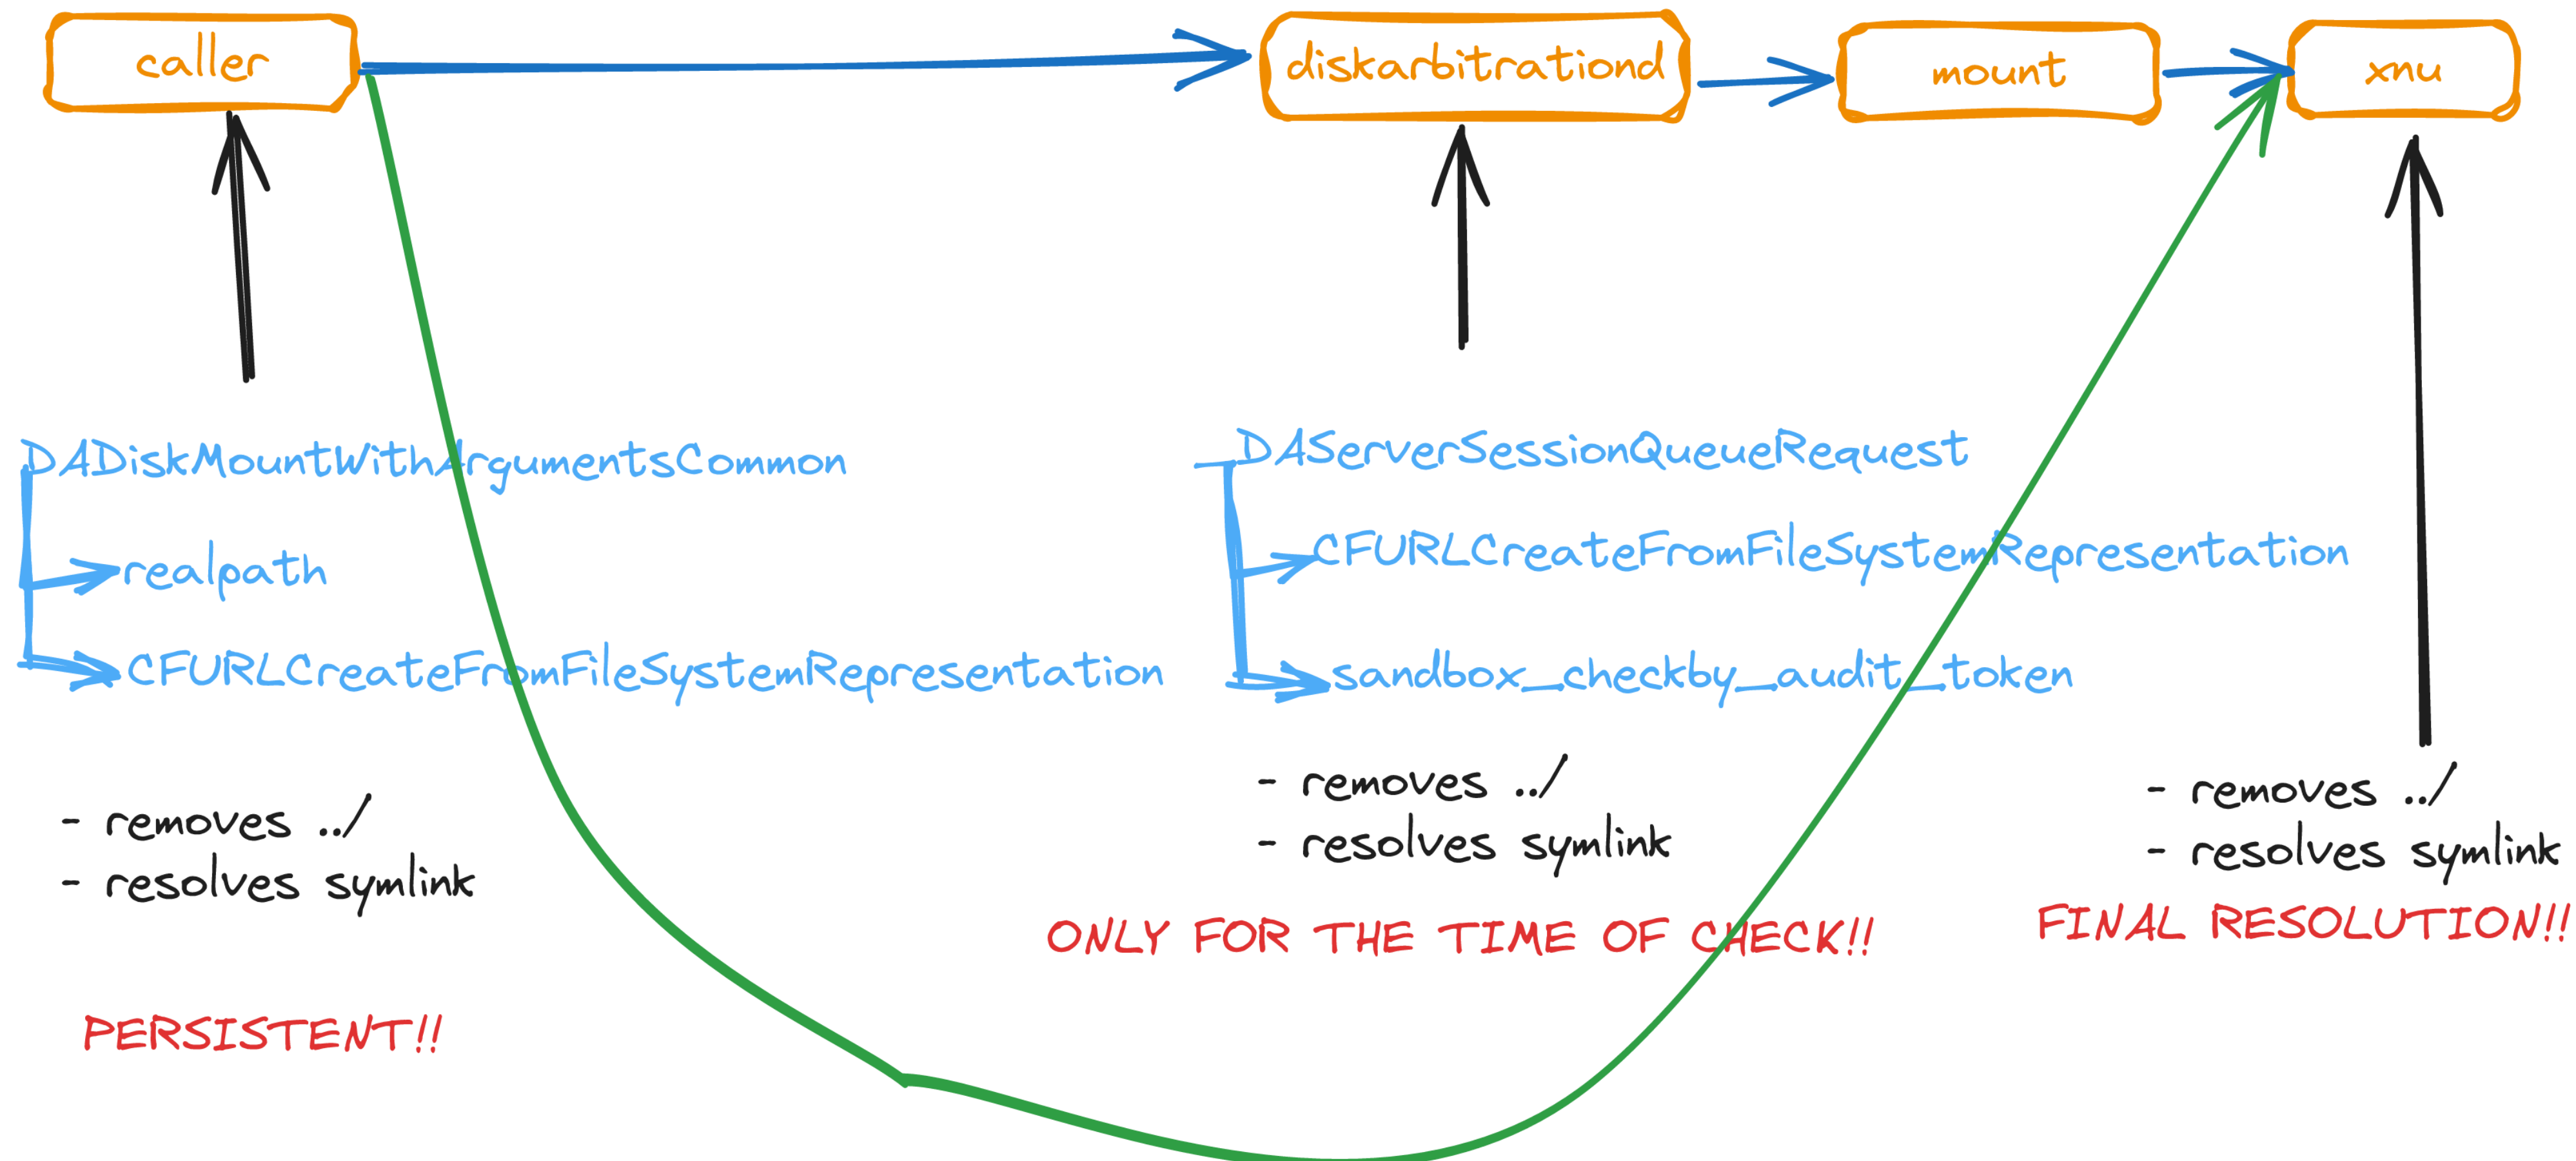 caller
diskarbitrationd
mount
xnu
DADiskMountWithArgumentsCommon
realpath
CFURLCreateFromFileSystemRepresentation
- removes ../
- resolves symlink
PERSISTENT!!
_DAServerSessionQueueRequest
CFURLCreateFromFileSystemRepresentation
sandbox_checkby_audit_token
- removes ../
- resolves symlink
ONLY FOR THE TIME OF CHECK!!
- removes ../
- resolves symlink
FINAL RESOLUTION!!